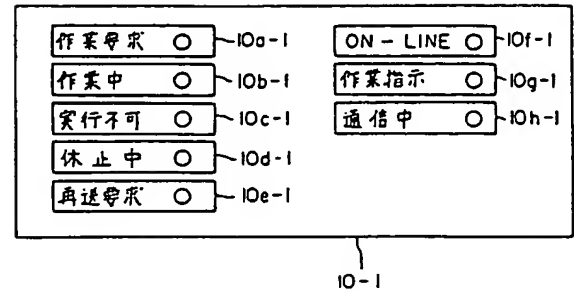 作業要求 ○ 10a-1
作業中 ○ 10b-1
実行不可 ○ 10c-1
休止中 ○ 10d-1
再送要求 ○ 10e-1
ON-LINE ○ 10f-1
作業指示 ○ 10g-1
通信中 ○ 10h-1
10-1